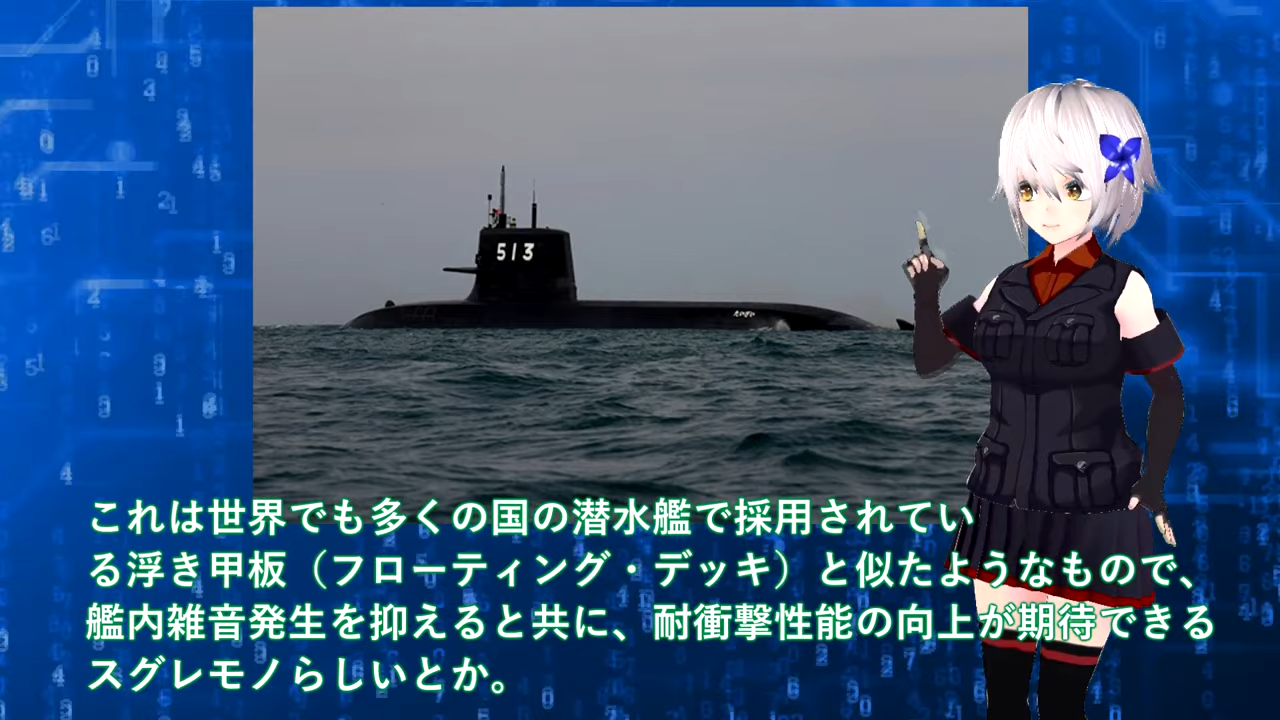 513
たいげい
これは世界でも多くの国の潜水艦で採用されてい
る浮き甲板（フローティング・デッキ）と似たようなもので、
艦内雑音発生を抑えると共に、耐衝撃性能の向上が期待できる
スグレモノらしいとか。